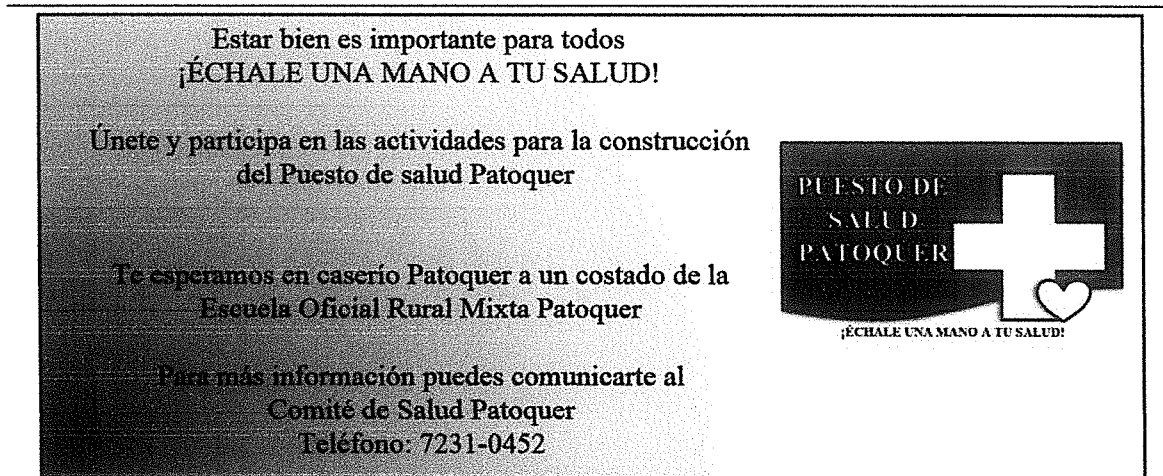 Estar bien es importante para todos
¡ÉCHALE UNA MANO A TU SALUD!
Únete y participa en las actividades para la construcción
del Puesto de salud Patoquer
Te esperamos en caserío Patoquer a un costado de la
Escuela Oficial Rural Mixta Patoquer
Para más información puedes comunicarte al
Comité de Salud Patoquer
Teléfono: 7231-0452
PUESTO DE
SALUD
PATOQUER
¡ÉCHALE UNA MANO A TU SALUD!